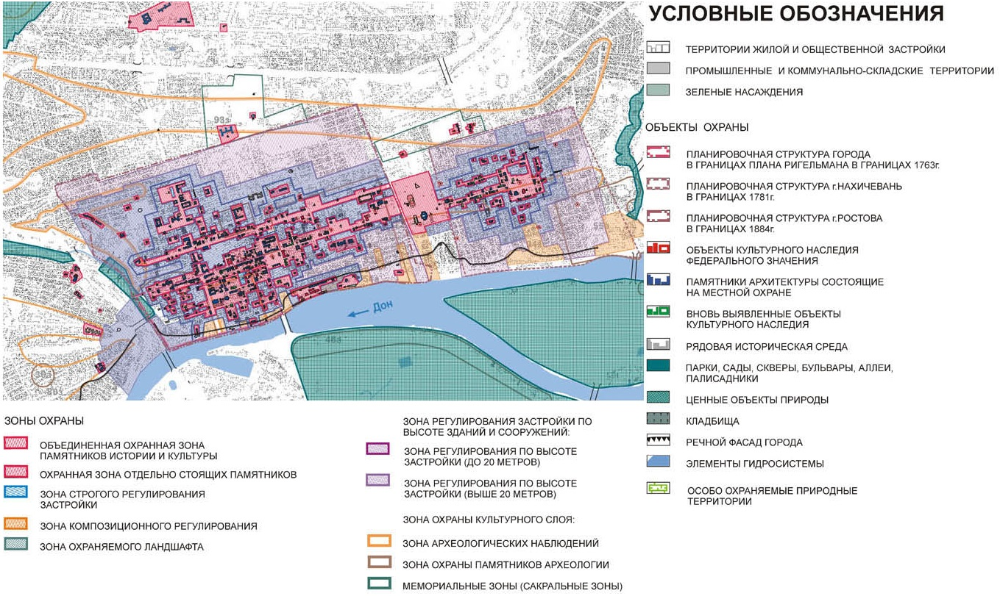 УСЛОВНЫЕ ОБОЗНАЧЕНИЯ
ТЕРРИТОРИИ ЖИЛОЙ И ОБЩЕСТВЕННОЙ ЗАСТРОЙКИ
ПРОМЫШЛЕННЫЕ И КОММУНАЛЬНО-СКЛАДСКИЕ ТЕРРИТОРИИ
ЗЕЛЕНЫЕ НАСАЖДЕНИЯ
ОБЪЕКТЫ ОХРАНЫ
ПЛАНИРОВОЧНАЯ СТРУКТУРА ГОРОДА
В ГРАНИЦАХ ПЛАНА РИГЕЛЬМАНА В ГРАНИЦАХ 1763г.
ПЛАНИРОВОЧНАЯ СТРУКТУРА г.НАХИЧЕВАНЬ
В ГРАНИЦАХ 1781г.
ПЛАНИРОВОЧНАЯ СТРУКТУРА г.РОСТОВА
В ГРАНИЦАХ 1884г.
ОБЪЕКТЫ КУЛЬТУРНОГО НАСЛЕДИЯ
ФЕДЕРАЛЬНОГО ЗНАЧЕНИЯ
ПАМЯТНИКИ АРХИТЕКТУРЫ СОСТОЯЩИЕ
НА МЕСТНОЙ ОХРАНЕ
ВНОВЬ ВЫЯВЛЕННЫЕ ОБЪЕКТЫ
КУЛЬТУРНОГО НАСЛЕДИЯ
РЯДОВАЯ ИСТОРИЧЕСКАЯ СРЕДА
ПАРКИ, САДЫ, СКВЕРЫ, БУЛЬВАРЫ, АЛЛЕИ,
ПАЛИСАДНИКИ
ЦЕННЫЕ ОБЪЕКТЫ ПРИРОДЫ
КЛАДБИЩА
РЕЧНОЙ ФАСАД ГОРОДА
ЭЛЕМЕНТЫ ГИДРОСИСТЕМЫ
ОСОБО ОХРАНЯЕМЫЕ ПРИРОДНЫЕ
ТЕРРИТОРИИ
Дон
ЗОНЫ ОХРАНЫ
ОБЪЕДИНЕННАЯ ОХРАННАЯ ЗОНА
ПАМЯТНИКОВ ИСТОРИИ И КУЛЬТУРЫ
ОХРАННАЯ ЗОНА ОТДЕЛЬНО СТОЯЩИХ ПАМЯТНИКОВ
ЗОНА СТРОГОГО РЕГУЛИРОВАНИЯ
ЗАСТРОЙКИ
ЗОНА КОМПОЗИЦИОННОГО РЕГУЛИРОВАНИЯ
ЗОНА ОХРАНЯЕМОГО ЛАНДШАФТА
ЗОНА РЕГУЛИРОВАНИЯ ЗАСТРОЙКИ ПО
ВЫСОТЕ ЗДАНИЙ И СООРУЖЕНИЙ:
ЗОНА РЕГУЛИРОВАНИЯ ПО ВЫСОТЕ
ЗАСТРОЙКИ (ДО 20 МЕТРОВ)
ЗОНА РЕГУЛИРОВАНИЯ ПО ВЫСОТЕ
ЗАСТРОЙКИ (ВЫШЕ 20 МЕТРОВ)
ЗОНА ОХРАНЫ КУЛЬТУРНОГО СЛОЯ:
ЗОНА АРХЕОЛОГИЧЕСКИХ НАБЛЮДЕНИЙ
ЗОНА ОХРАНЫ ПАМЯТНИКОВ АРХЕОЛОГИИ
МЕМОРИАЛЬНЫЕ ЗОНЫ (САКРАЛЬНЫЕ ЗОНЫ)